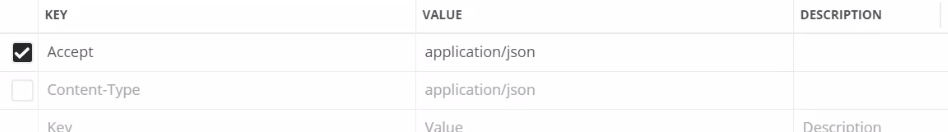 KEY VALUE DESCRIPTION
Accept application/json
Content-Type application/json
Key Value Description